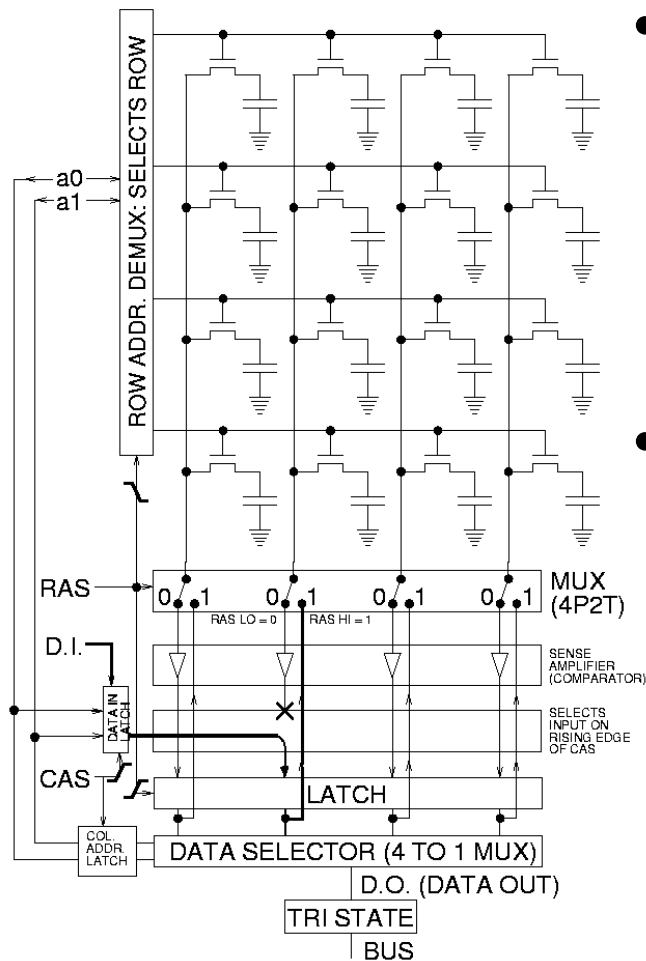 ROW ADDR. DEMUX: SELECTS ROW
a0
a1
RAS
0 1 0 1 0 1 0 1
MUX
(4P2T)
RAS LO = 0
RAS HI = 1
D.I.
SENSE
AMPLIFIER
(COMPARATOR)
DATA IN
LATCH
SELECTS
INPUT ON
RISING EDGE
OF CAS
CAS
LATCH
COL.
ADDR.
LATCH
DATA SELECTOR (4 TO 1 MUX)
D.O. (DATA OUT)
TRI STATE
BUS